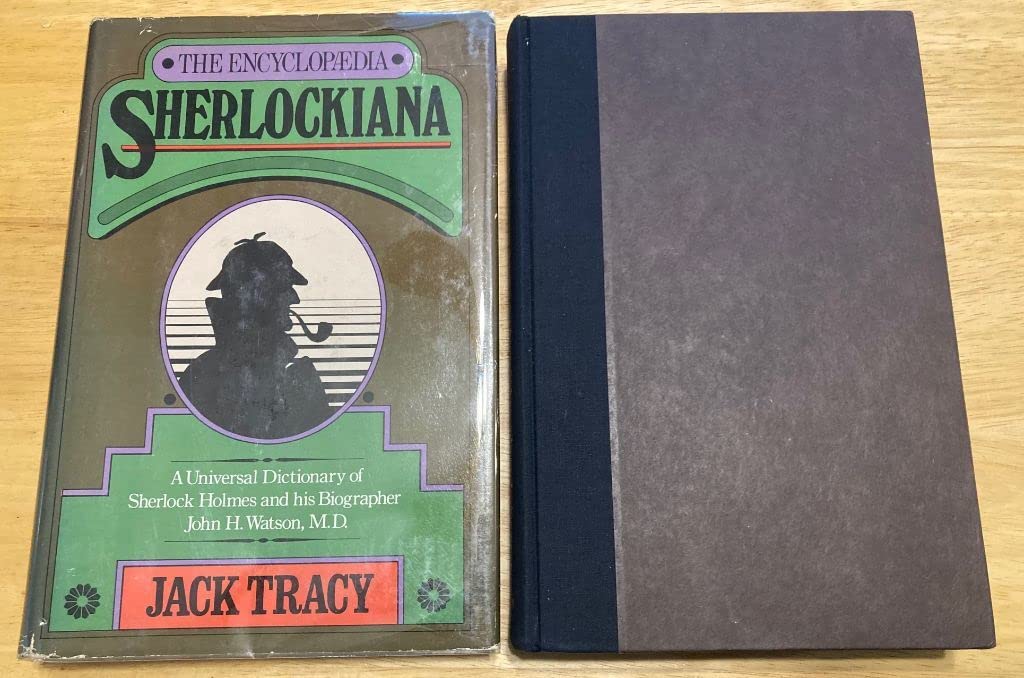 THE ENCYCLOPÆDIA
SHERLOCKIANA
A Universal Dictionary of
Sherlock Holmes and his Biographer
John H. Watson, M.D.
JACK TRACY